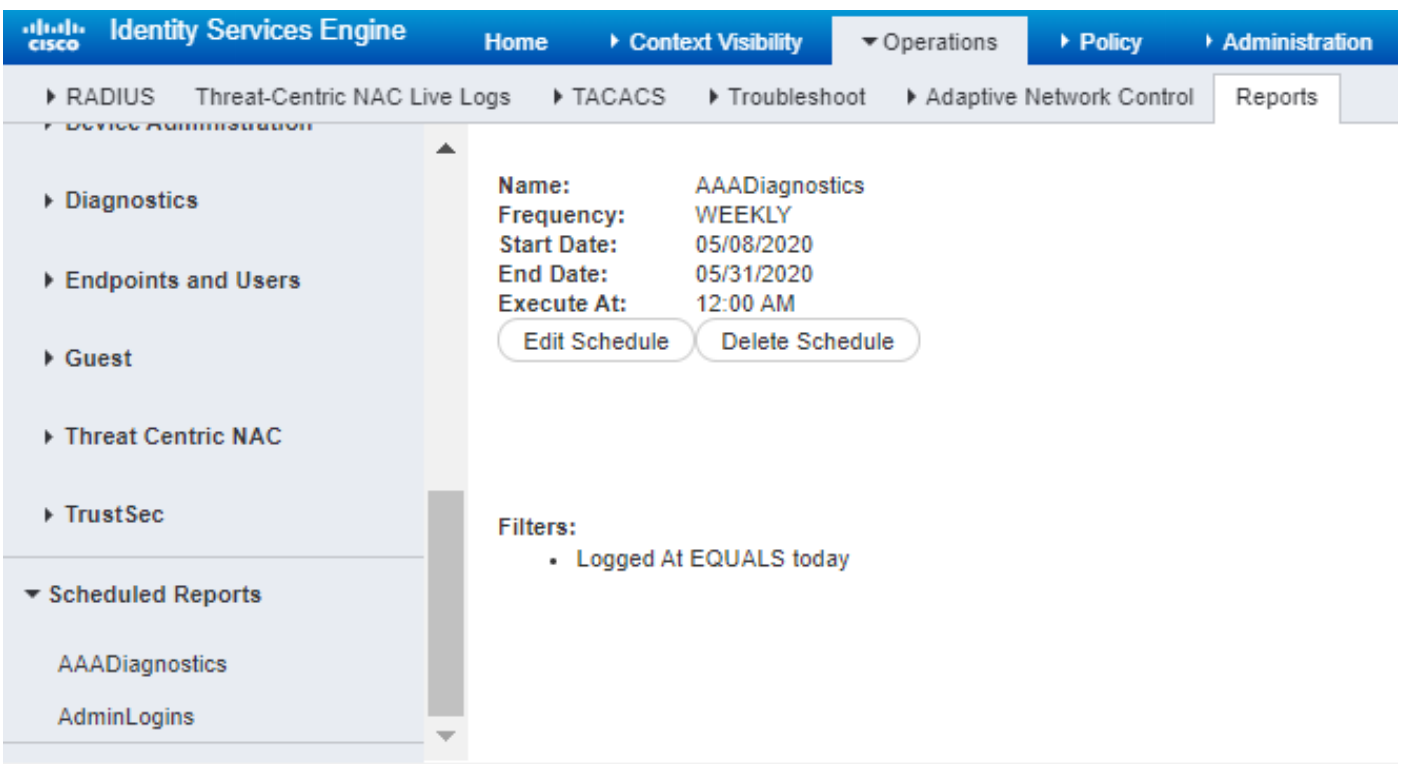 cisco
Identity Services Engine
Home
Context Visibility
Operations
Policy
Administration
RADIUS
Threat-Centric NAC Live Logs
TACACS
Troubleshoot
Adaptive Network Control
Reports
Device Administration
Diagnostics
Endpoints and Users
Guest
Threat Centric NAC
TrustSec
Scheduled Reports
AAADiagnostics
AdminLogins
Name: AAADiagnostics
Frequency: WEEKLY
Start Date: 05/08/2020
End Date: 05/31/2020
Execute At: 12:00 AM
Edit Schedule Delete Schedule
Filters:
• Logged At EQUALS today